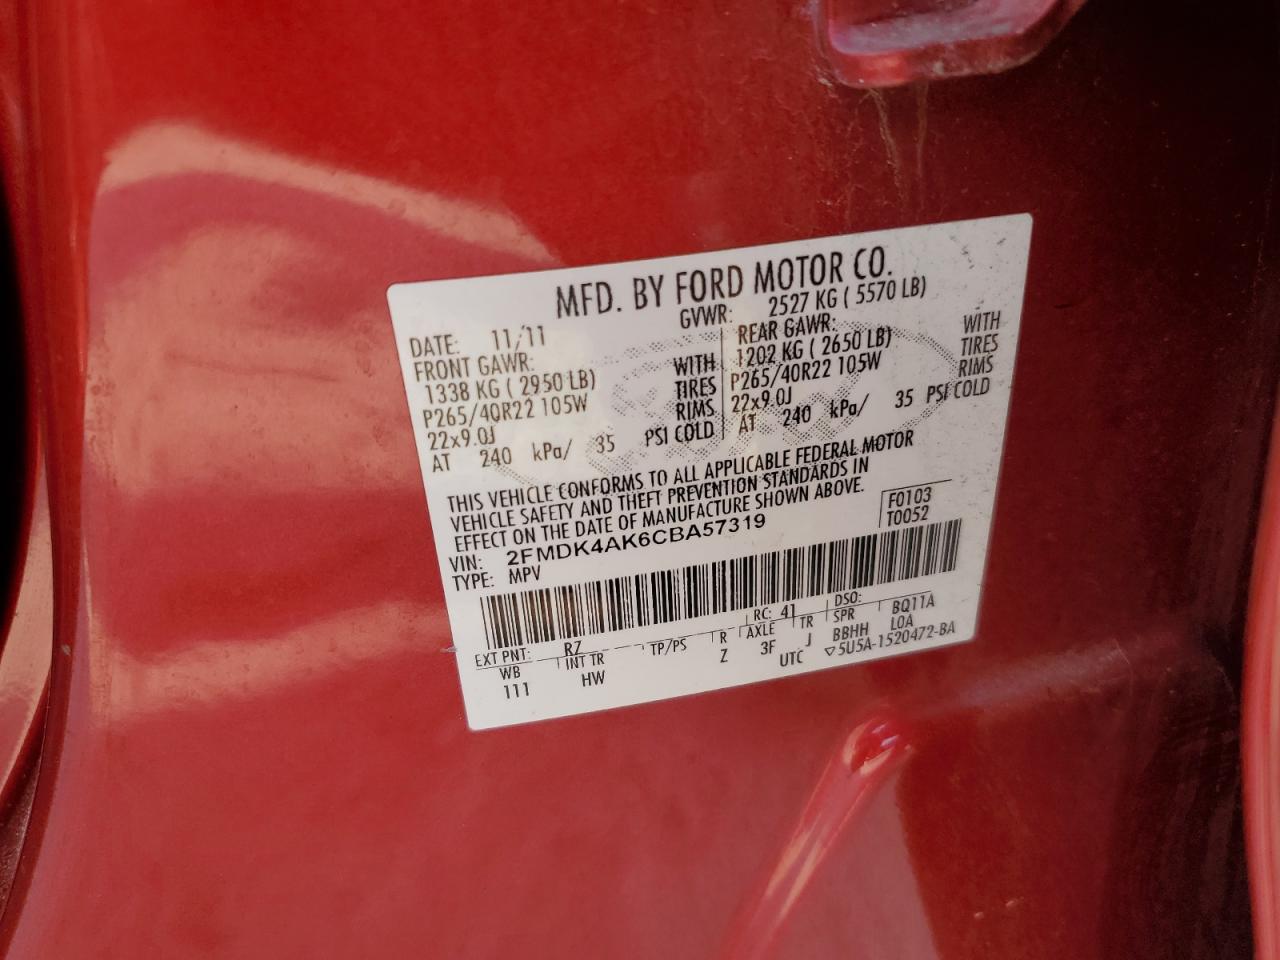 MFD. BY FORD MOTOR CO.
DATE: 11/11 GVWR: 2527 KG ( 5570 LB)
FRONT GAWR: WITH
1338 KG ( 2950 LB) TIRES
P265/40R22 105W RIMS
22x9.0J PSI COLD
AT 240 kPa/ 35
REAR GAWR: WITH
1202 KG ( 2650 LB) TIRES
P265/40R22 105W RIMS
22x9.0J PSI COLD
AT 240 kPa/ 35
THIS VEHICLE CONFORMS TO ALL APPLICABLE FEDERAL MOTOR
VEHICLE SAFETY AND THEFT PREVENTION STANDARDS IN
EFFECT ON THE DATE OF MANUFACTURE SHOWN ABOVE.
F0103
T0052
VIN: 2FMDK4AK6CBA57319
TYPE: MPV
EXT PNT: RZ RC: 41 DSO:
WB INT TR TP/PS R AXLE TR SPR BQ11A
111 HW Z 3F J BBHH L0A
UTC ▽5U5A-1520472-BA